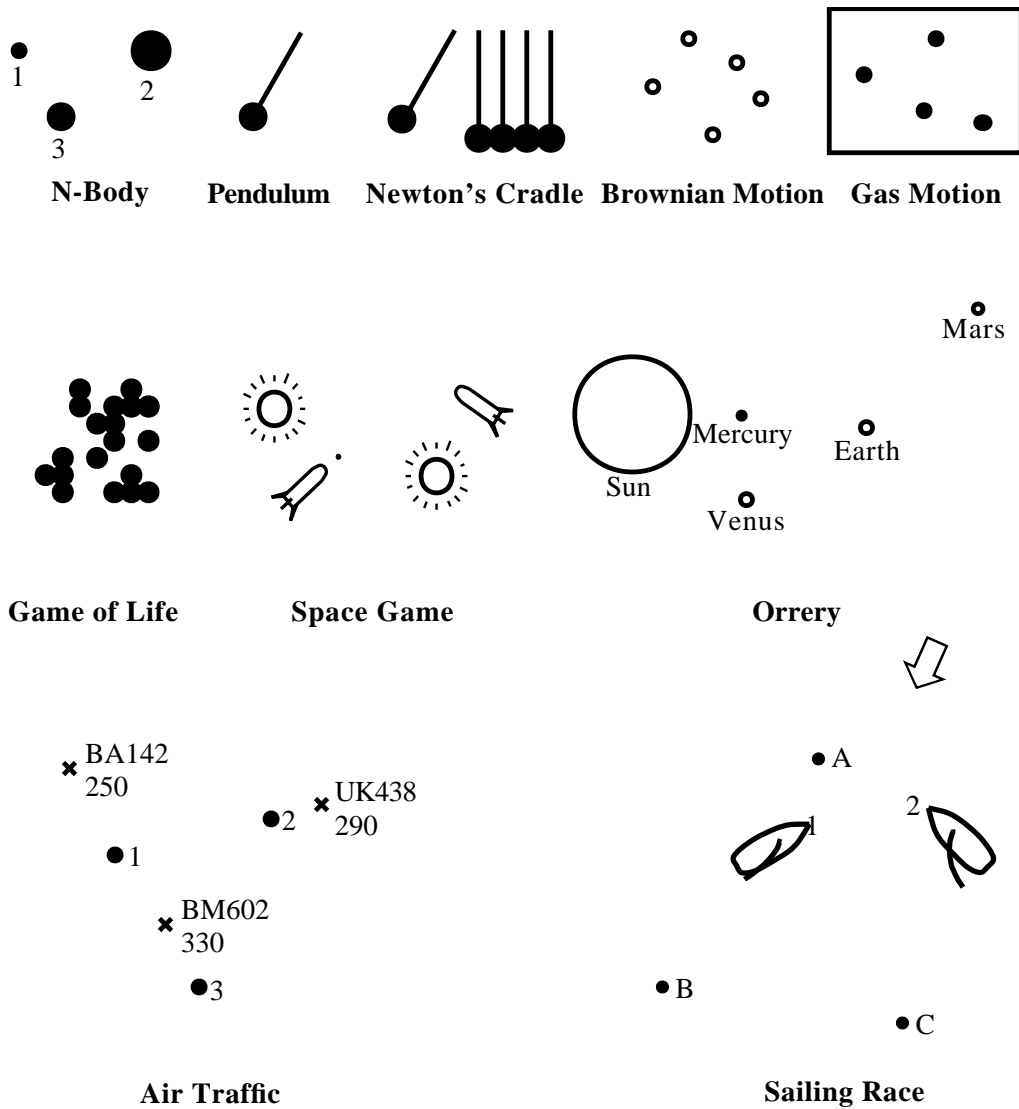 1
2
3
N-Body
Pendulum
Newton's Cradle
Brownian Motion
Gas Motion
Mars
Mercury
Earth
Sun
Venus
Game of Life
Space Game
Orrery
BA142
250
UK438
290
2
1
BM602
330
3
A
2
1
B
C
Air Traffic
Sailing Race